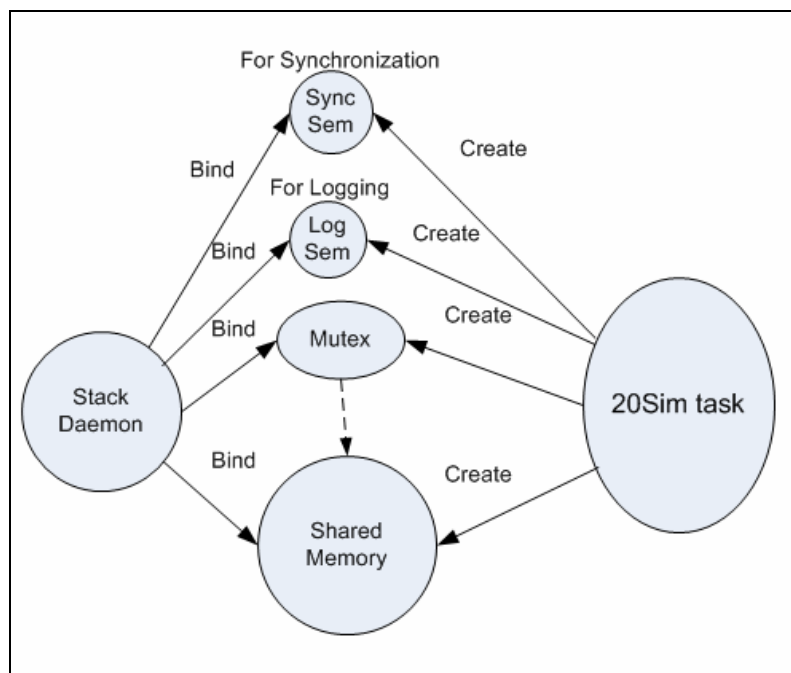 For Synchronization
Sync
Sem
Create
Bind
For Logging
Log
Sem
Create
Bind
Bind
Mutex
Create
Stack
Daemon
20Sim task
Bind
Create
Shared
Memory